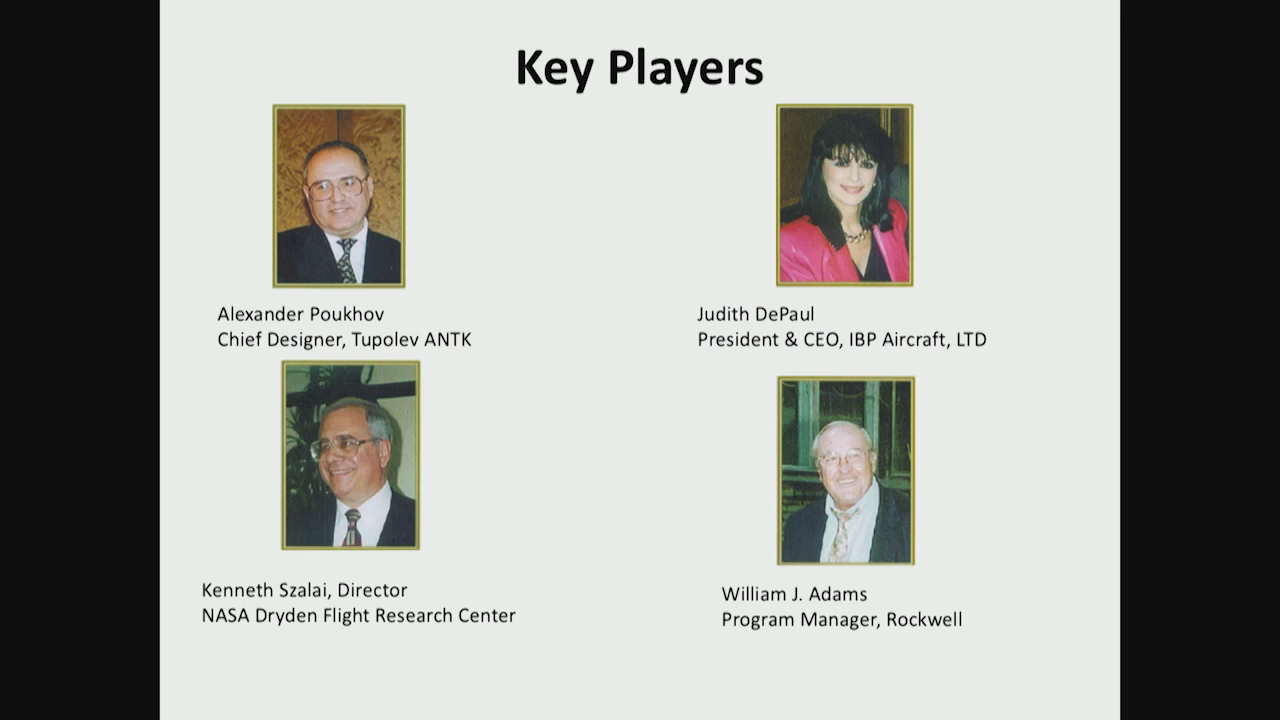 Key Players
Alexander Poukhov
Chief Designer, Tupolev ANTK
Judith DePaul
President & CEO, IBP Aircraft, LTD
Kenneth Szalai, Director
NASA Dryden Flight Research Center
William J. Adams
Program Manager, Rockwell